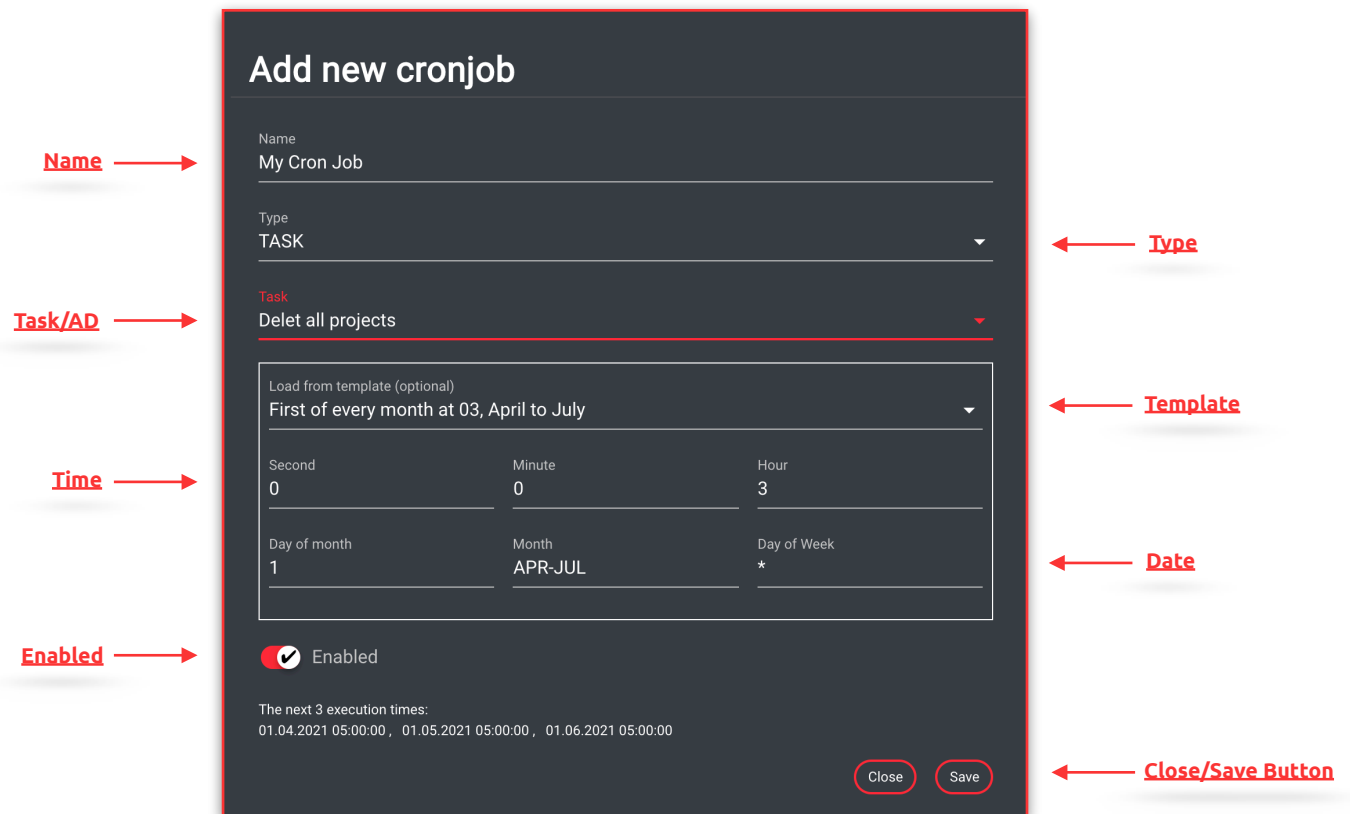 Add new cronjob
Name
Name
My Cron Job
Type
TASK
Type
Task
Task/AD
Delet all projects
Load from template (optional)
First of every month at 03, April to July
Template
Second Minute Hour
Time
0 0 3
Day of month Month Day of Week
1 APR-JUL *
Date
Enabled
Enabled
The next 3 execution times:
01.04.2021 05:00:00 , 01.05.2021 05:00:00 , 01.06.2021 05:00:00
Close Save
Close/Save Button